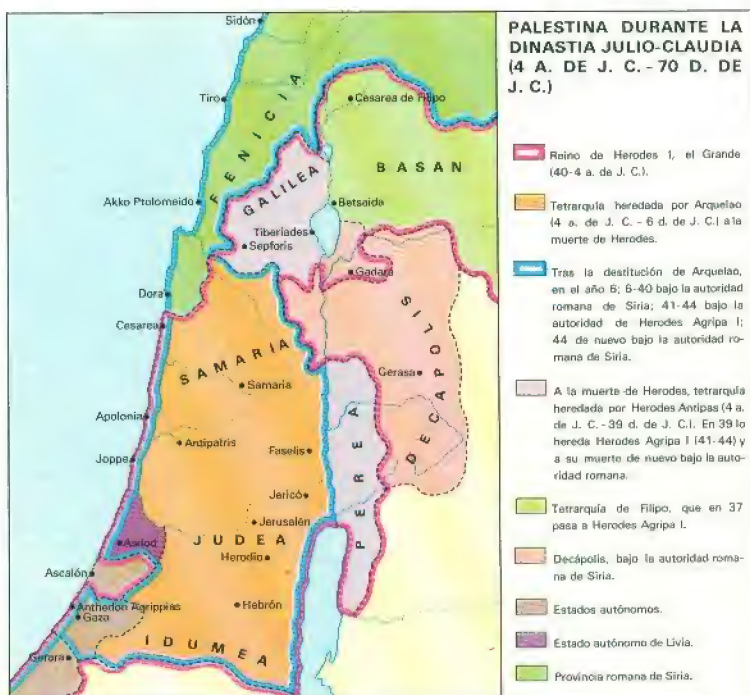 PALESTINA DURANTE LA
DINASTIA JULIO-CLAUDIA
(4 A. DE J. C. - 70 D. DE
J. C.)
Reino de Herodes 1, el Grande
(40-4 a. de J. C.).
Tetrarquía heredada por Arquelao
(4 a. de J. C. - 6 d. de J. C.) a la
muerte de Herodes.
Tras la destitución de Arquelao,
en el año 6; 6-40 bajo la autoridad
romana de Siria; 41-44 bajo la
autoridad de Herodes Agripa I;
44 de nuevo bajo la autoridad ro-
mana de Siria.
A la muerte de Herodes, tetrarquía
heredada por Herodes Antipas (4 a.
de J. C. - 39 d. de J. C.). En 39 lo
hereda Herodes Agripa I (41-44) y
a su muerte de nuevo bajo la auto-
ridad romana.
Tetrarquía de Filipo, que en 37
pasa a Herodes Agripa I.
Decápolis, bajo la autoridad roma-
na de Siria.
Estados autónomos.
Estado autónomo de Livia.
Provincia romana de Siria.
Sidón
Tiro
Cesarea de Filipo
FENICIA
BASAN
GALILEA
Akko Ptolomeido
Betsaida
Tiberíades
Sepforis
Gadara
Dora
Cesarea
SAMARIA
Samaria
DECAPOLIS
Gerasa
Apolonia
Antipatris
Faselis
PEREA
Joppe
Jericó
Jerusalén
JUDEA
Asdod
Herodio
Ascalón
Anthedon Agrippias
Gaza
Hebrón
IDUMEA
Gerara